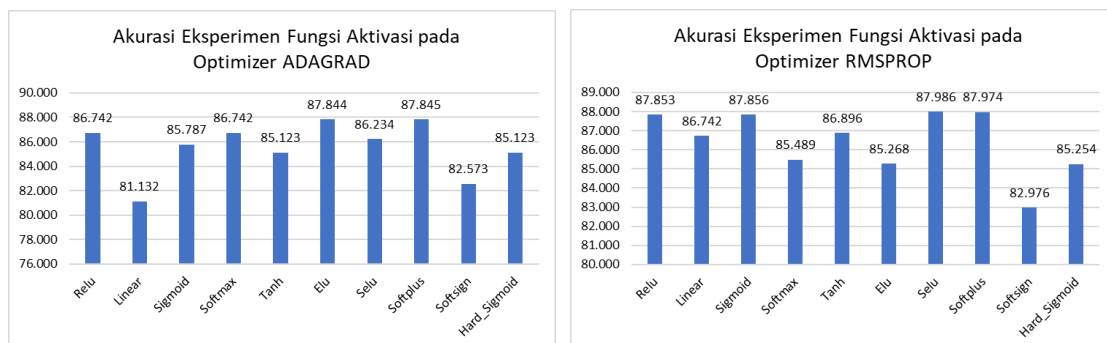 Akurasi Eksperimen Fungsi Aktivasi pada
Optimizer ADAGRAD
90.000
88.000
86.000
84.000
82.000
80.000
78.000
76.000
86.742
81.132
85.787
86.742
85.123
87.844
86.234
87.845
82.573
85.123
Relu
Linear
Sigmoid
Softmax
Tanh
Elu
Selu
Softplus
Softsign
Hard_Sigmoid
Akurasi Eksperimen Fungsi Aktivasi pada
Optimizer RMSPROP
89.000
88.000
87.000
86.000
85.000
84.000
83.000
82.000
81.000
80.000
87.853
86.742
87.856
85.489
86.896
85.268
87.986
87.974
82.976
85.254
Relu
Linear
Sigmoid
Softmax
Tanh
Elu
Selu
Softplus
Softsign
Hard_Sigmoid